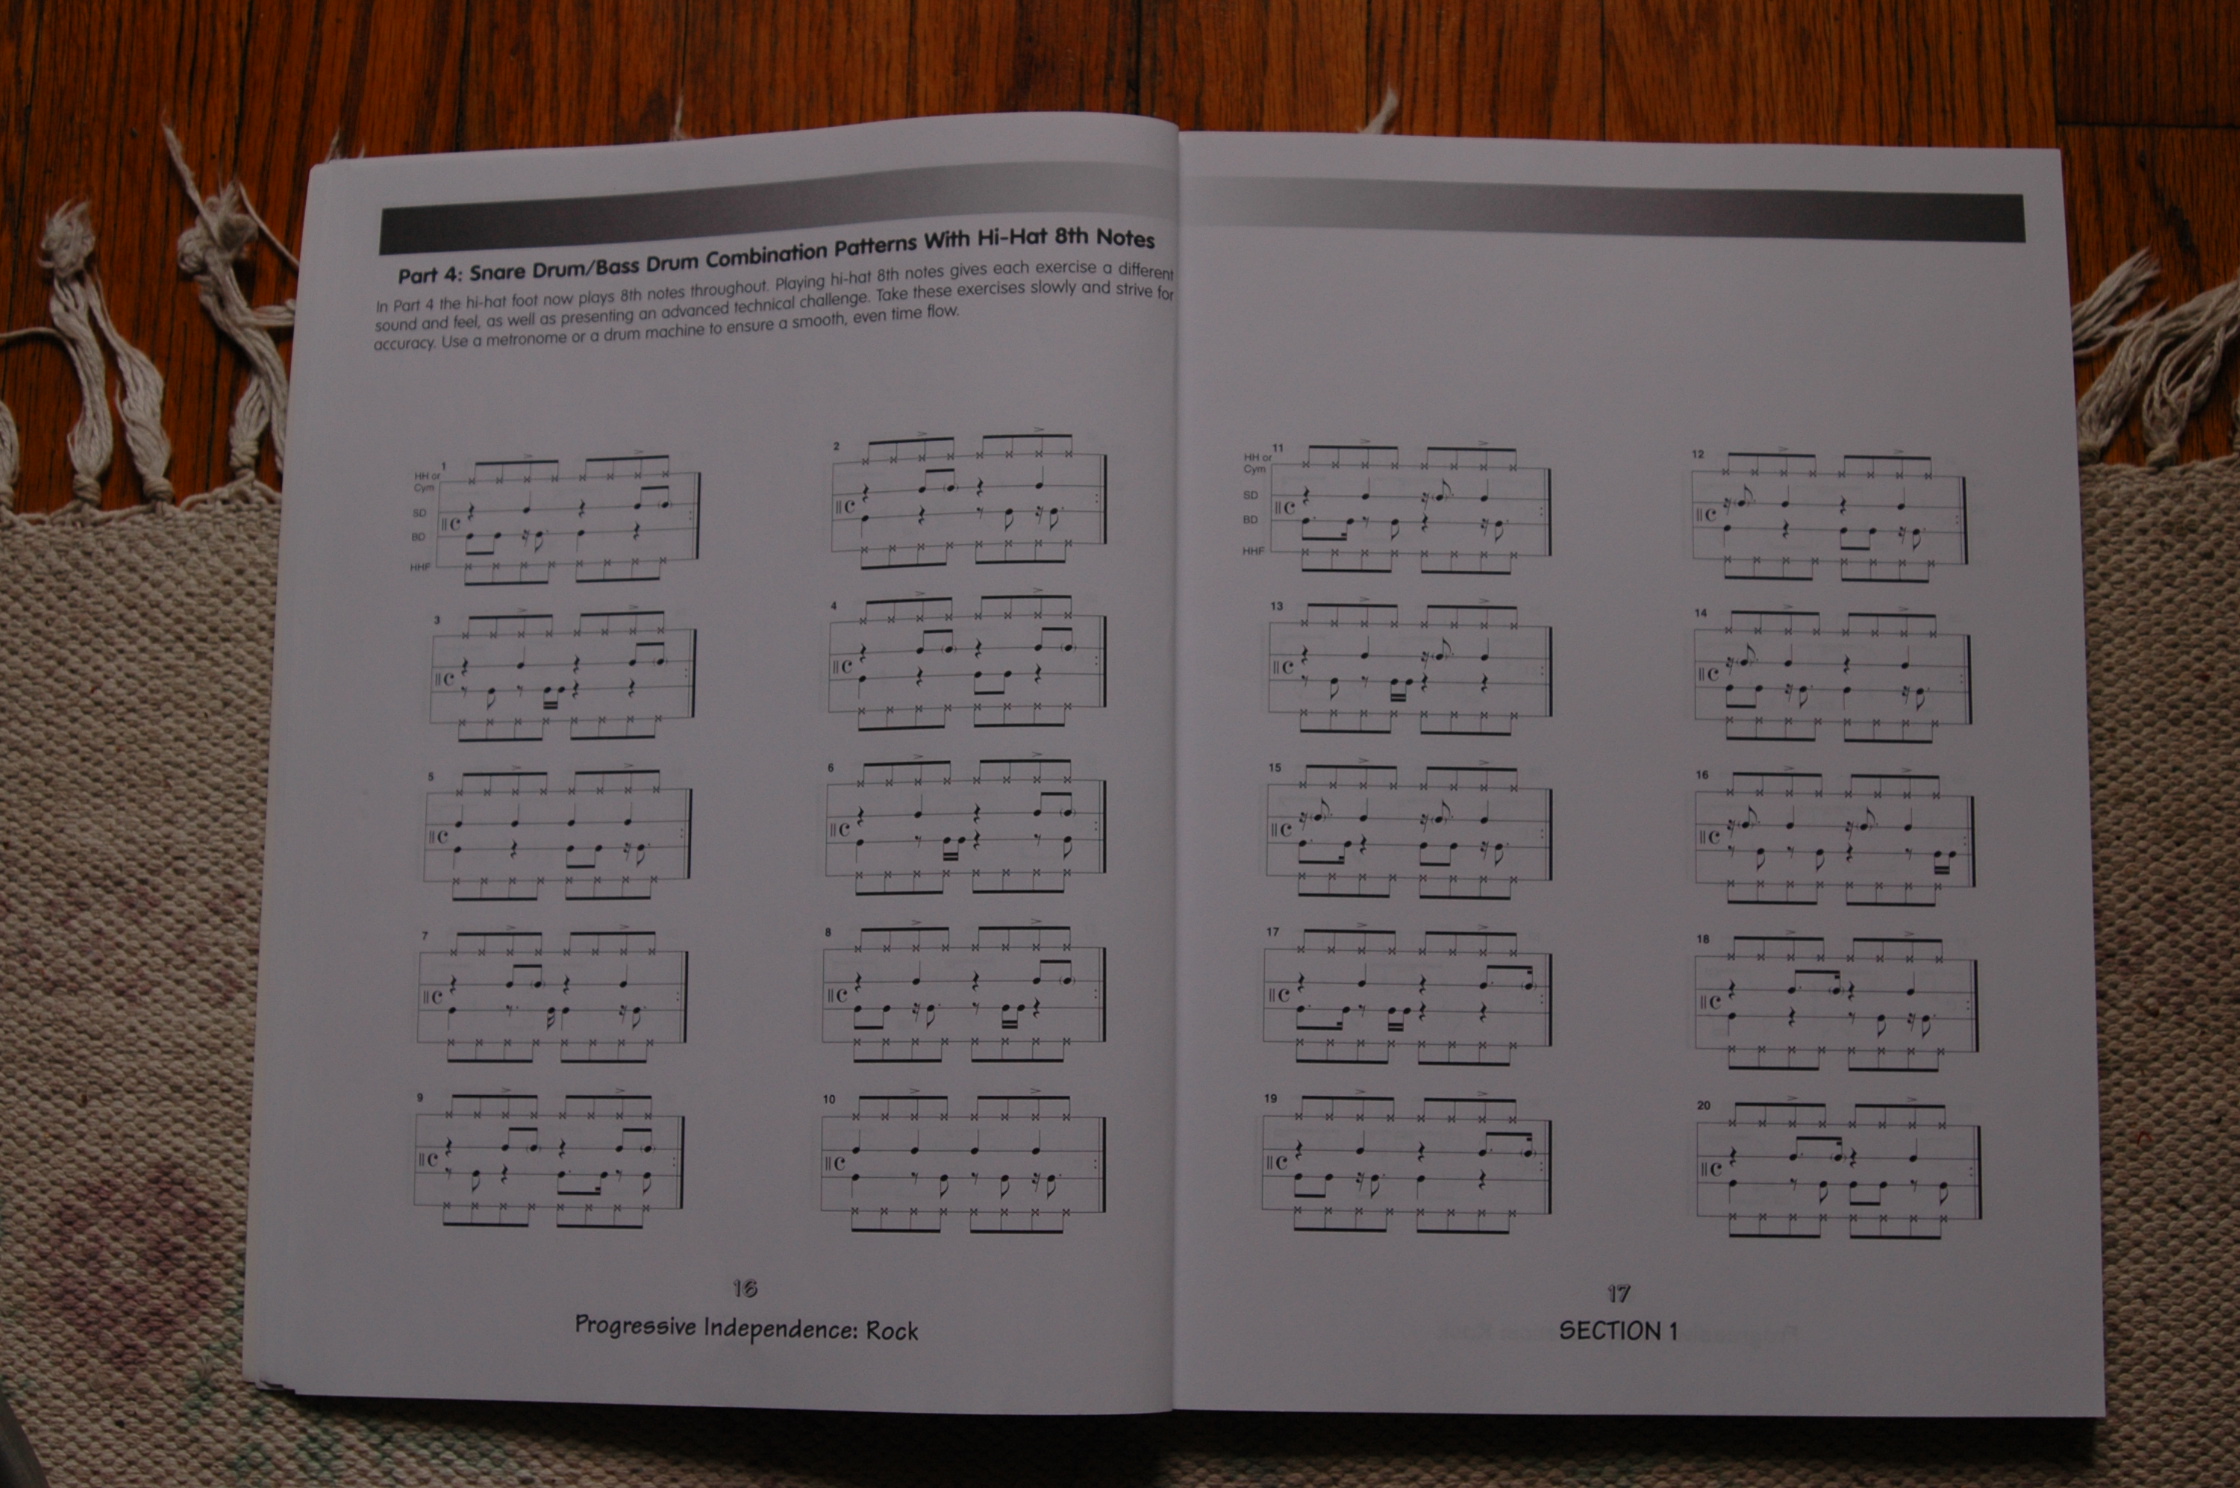 Part 4: Snare Drum/Bass Drum Combination Patterns With Hi-Hat 8th Notes
In Part 4 the hi-hat foot now plays 8th notes throughout. Playing hi-hat 8th notes gives each exercise a different
sound and feel, as well as presenting an advanced technical challenge. Take these exercises slowly and strive for
accuracy. Use a metronome or a drum machine to ensure a smooth, even time flow.
1
HH or
Cym
SD
BD
HHF
2
3
4
5
6
7
8
9
10
16
Progressive Independence: Rock
11
HH or
Cym
SD
BD
HHF
12
13
14
15
16
17
18
19
20
17
SECTION 1